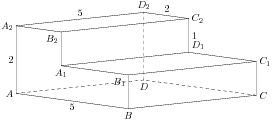 D₂
5 2
A₂ C₂
B₂
1
D₁
2 A₁ B₁ C₁
D
A C
5
B